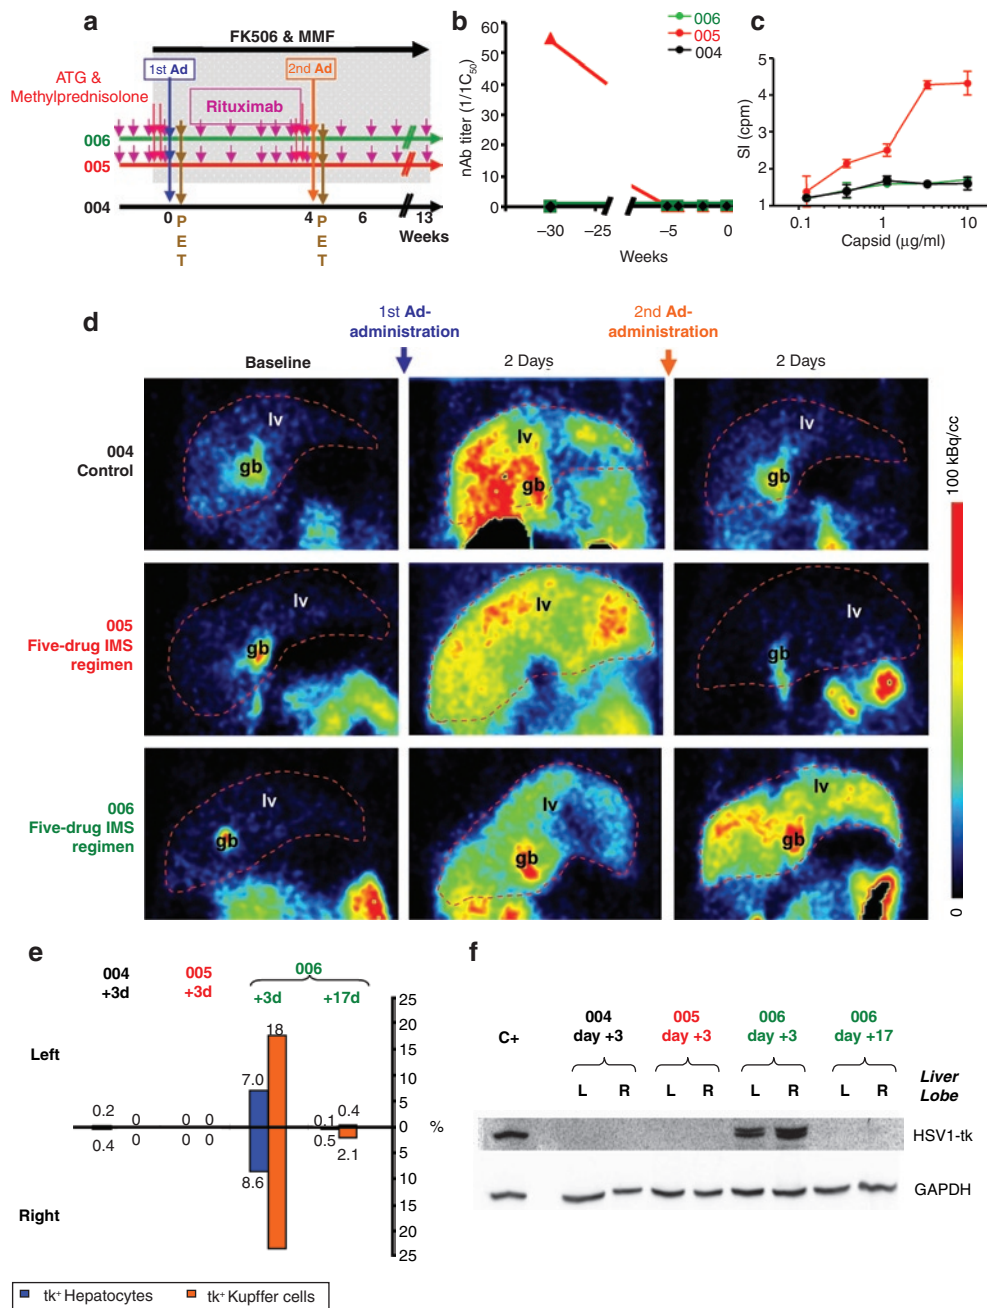 a
FK506 & MMF
1st Ad
2nd Ad
ATG &
Methylprednisolone
Rituximab
006
005
004
0
4
6
13
Weeks
P
E
T
P
E
T
b
006
005
004
nAb titer (1/1C50)
60
50
40
30
20
10
0
–30
–25
–5
0
Weeks
c
SI (cpm)
5
4
3
2
1
0.1
1
10
Capsid (µg/ml)
d
1st Ad-
administration
2nd Ad-
administration
Baseline
2 Days
2 Days
004
Control
lv
gb
lv
gb
lv
gb
005
Five-drug IMS
regimen
lv
gb
lv
lv
gb
006
Five-drug IMS
regimen
lv
gb
lv
gb
lv
gb
100 kBq/cc
0
e
004
+3d
005
+3d
006
+3d
+17d
Left
Right
0.2
0.4
0 0
0 0
7.0
18
8.6
0.1
0.4
0.5
2.1
25
20
15
10
5
0
5
10
15
20
25
%
tk+ Hepatocytes
tk+ Kupffer cells
f
C+
004
day +3
005
day +3
006
day +3
006
day +17
L R L R L R L R
Liver
Lobe
HSV1-tk
GAPDH